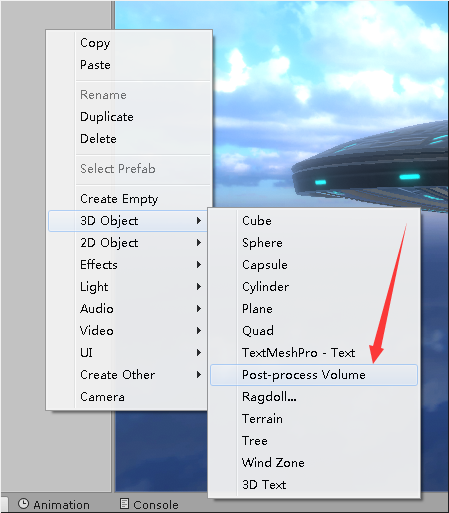 Copy
Paste
Rename
Duplicate
Delete
Select Prefab
Create Empty
3D Object
2D Object
Effects
Light
Audio
Video
UI
Create Other
Camera
Cube
Sphere
Capsule
Cylinder
Plane
Quad
TextMeshPro - Text
Post-process Volume
Ragdoll...
Terrain
Tree
Wind Zone
3D Text
Animation
Console